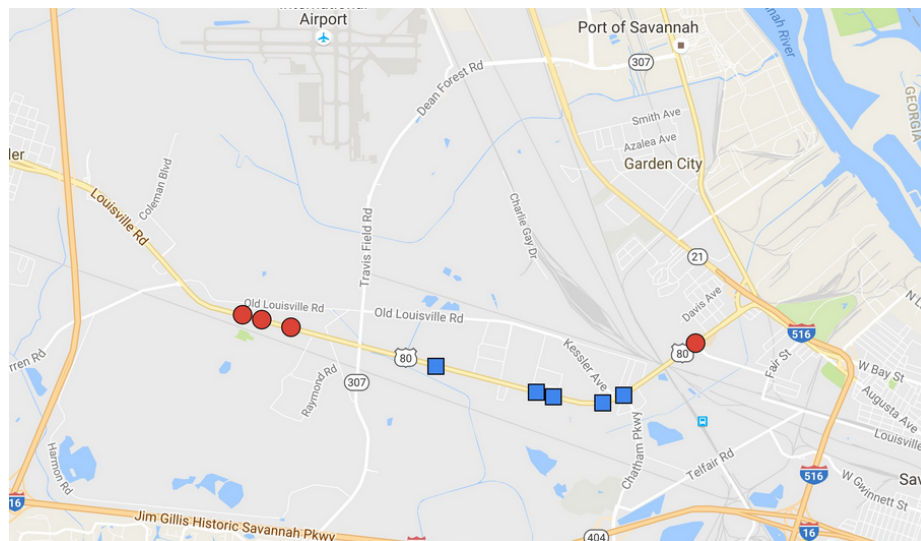 International
Airport
Port of Savannah
307
Dean Forest Rd
Smith Ave
Azalea Ave
Garden City
GEORGIA
Louisville Rd
Coleman Blvd
Travis Field Rd
Charlie Gay Dr
21
Davis Ave
Old Louisville Rd
Old Louisville Rd
516
80
80
Kessler Ave
Fair St
W Bay St
Augusta Ave
Raymond Rd
307
Chatham Pkwy
Louisville
Telfair Rd
Harmon Rd
W Gwinnett St
516
Sav
16
Jim Gillis Historic Savannah Pkwy
404
16